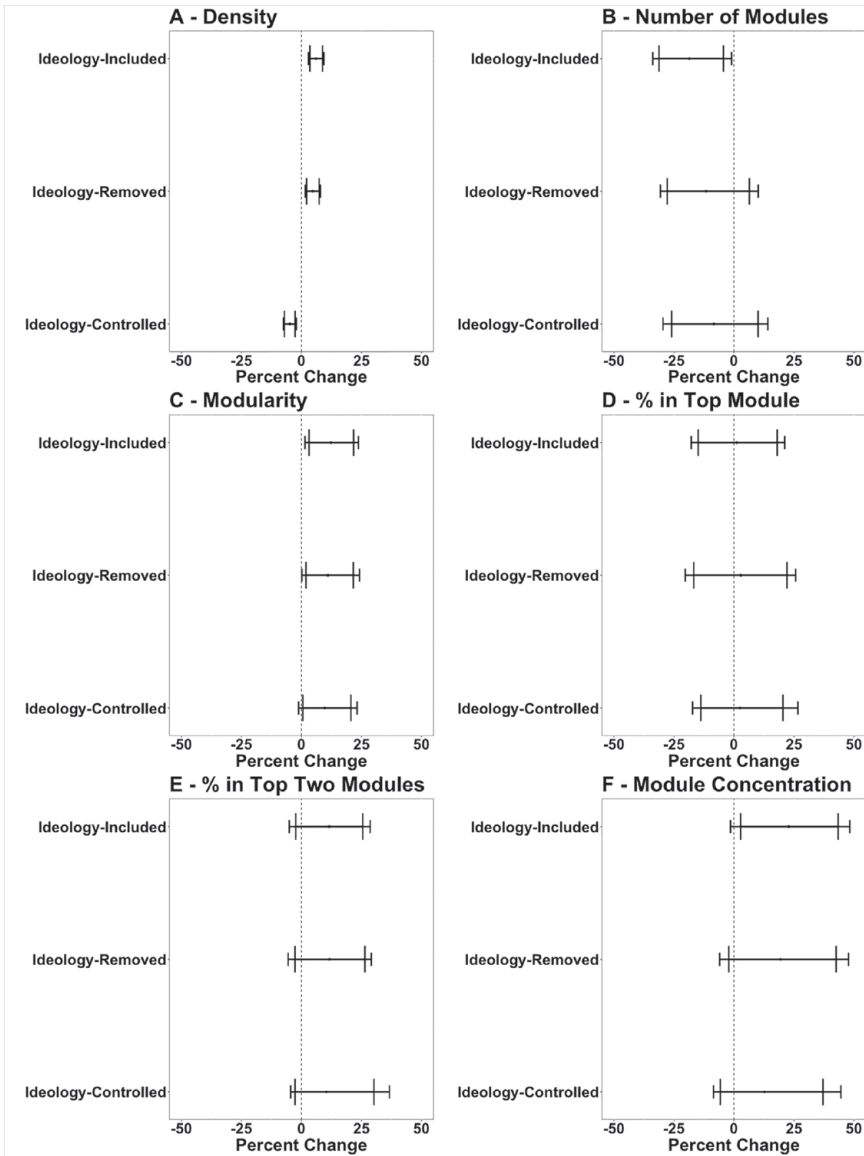 A - Density
Ideology-Included
Ideology-Removed
Ideology-Controlled
-50 -25 0 25 50
Percent Change
B - Number of Modules
Ideology-Included
Ideology-Removed
Ideology-Controlled
-50 -25 0 25 50
Percent Change
C - Modularity
Ideology-Included
Ideology-Removed
Ideology-Controlled
-50 -25 0 25 50
Percent Change
D - % in Top Module
Ideology-Included
Ideology-Removed
Ideology-Controlled
-50 -25 0 25 50
Percent Change
E - % in Top Two Modules
Ideology-Included
Ideology-Removed
Ideology-Controlled
-50 -25 0 25 50
Percent Change
F - Module Concentration
Ideology-Included
Ideology-Removed
Ideology-Controlled
-50 -25 0 25 50
Percent Change